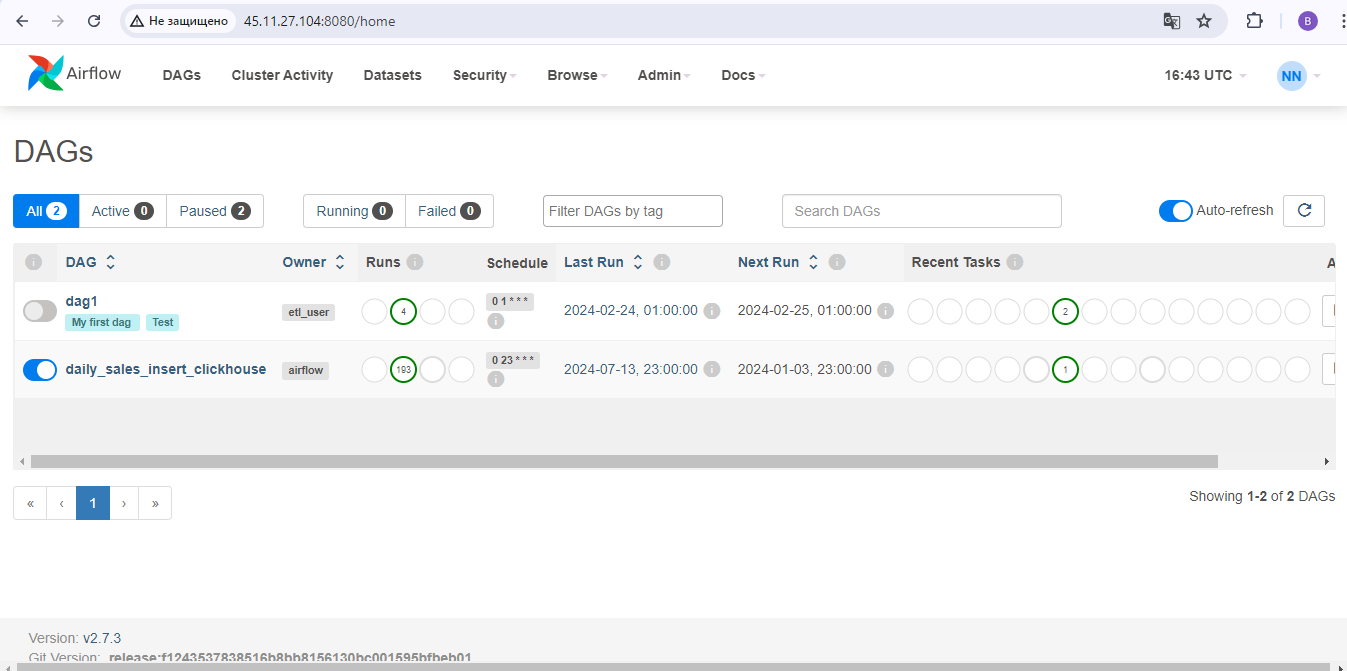 Не защищено 45.11.27.104:8080/home B
Airflow DAGs Cluster Activity Datasets Security Browse Admin Docs 16:43 UTC NN
DAGs
All 2 Active 0 Paused 2 Running 0 Failed 0 Filter DAGs by tag Search DAGs Auto-refresh
DAG Owner Runs Schedule Last Run Next Run Recent Tasks A
dag1 etl_user 4 0 1 * * * 2024-02-24, 01:00:00 2024-02-25, 01:00:00 2
My first dag Test
daily_sales_insert_clickhouse airflow 193 0 23 * * * 2024-07-13, 23:00:00 2024-01-03, 23:00:00 1
« ‹ 1 › » Showing 1-2 of 2 DAGs
Version: v2.7.3
Git Version: .release:f1243537838516b8bb8156130bc001595bfbeb01